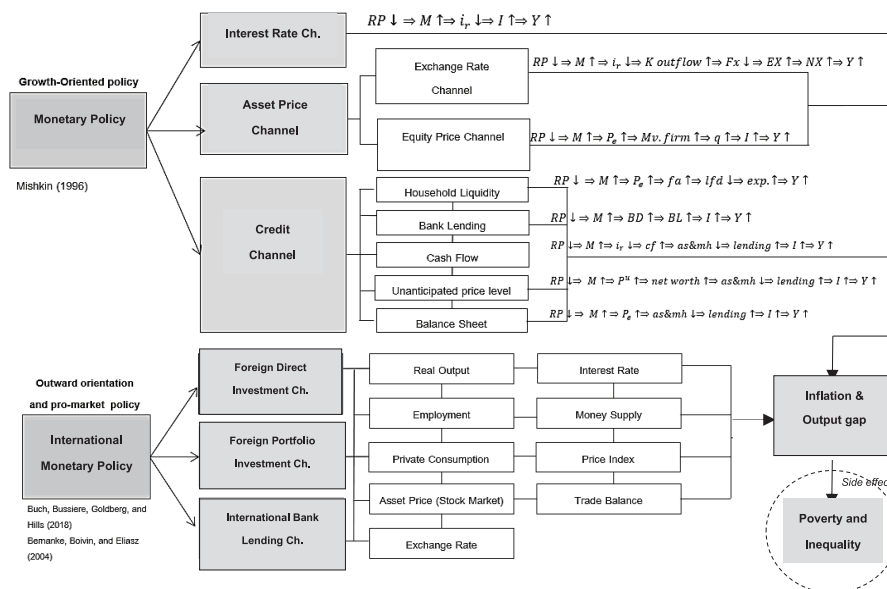 Growth-Oriented policy
Monetary Policy
Mishkin (1996)
Interest Rate Ch.
RP ↓ ⇒ M ↑⇒ i_r ↓⇒ I ↑⇒ Y ↑
Asset Price
Channel
Exchange Rate
Channel
RP ↓⇒ M ↑⇒ i_r ↓⇒ K outflow ↑⇒ Fx ↓⇒ EX ↑⇒ NX ↑⇒ Y ↑
Equity Price Channel
RP ↓⇒ M ↑⇒ P_e ↑⇒ Mv. firm ↑⇒ q ↑⇒ I ↑⇒ Y ↑
Credit
Channel
Household Liquidity
RP ↓ ⇒ M ↑⇒ P_e ↑⇒ fa ↑⇒ lfd ↓⇒ exp. ↑⇒ Y ↑
Bank Lending
RP ↓⇒ M ↑⇒ BD ↑⇒ BL ↑⇒ I ↑⇒ Y ↑
Cash Flow
RP ↓⇒ M ↑⇒ i_r ↓⇒ cf ↑⇒ as&mh ↓⇒ lending ↑⇒ I ↑⇒ Y ↑
Unanticipated price level
RP ↓⇒ M ↑⇒ P^u ↑⇒ net worth ↑⇒ as&mh ↓⇒ lending ↑⇒ I ↑⇒ Y ↑
Balance Sheet
RP ↓⇒ M ↑⇒ P_e ↑⇒ as&mh ↓⇒ lending ↑⇒ I ↑⇒ Y ↑
Outward orientation
and pro-market policy
International
Monetary Policy
Buch, Bussiere, Goldberg, and
Hills (2018)
Bernanke, Boivin, and Eliasz
(2004)
Foreign Direct
Investment Ch.
Foreign Portfolio
Investment Ch.
International Bank
Lending Ch.
Real Output
Employment
Private Consumption
Asset Price (Stock Market)
Exchange Rate
Interest Rate
Money Supply
Price Index
Trade Balance
Inflation &
Output gap
Side effect
Poverty and
Inequality